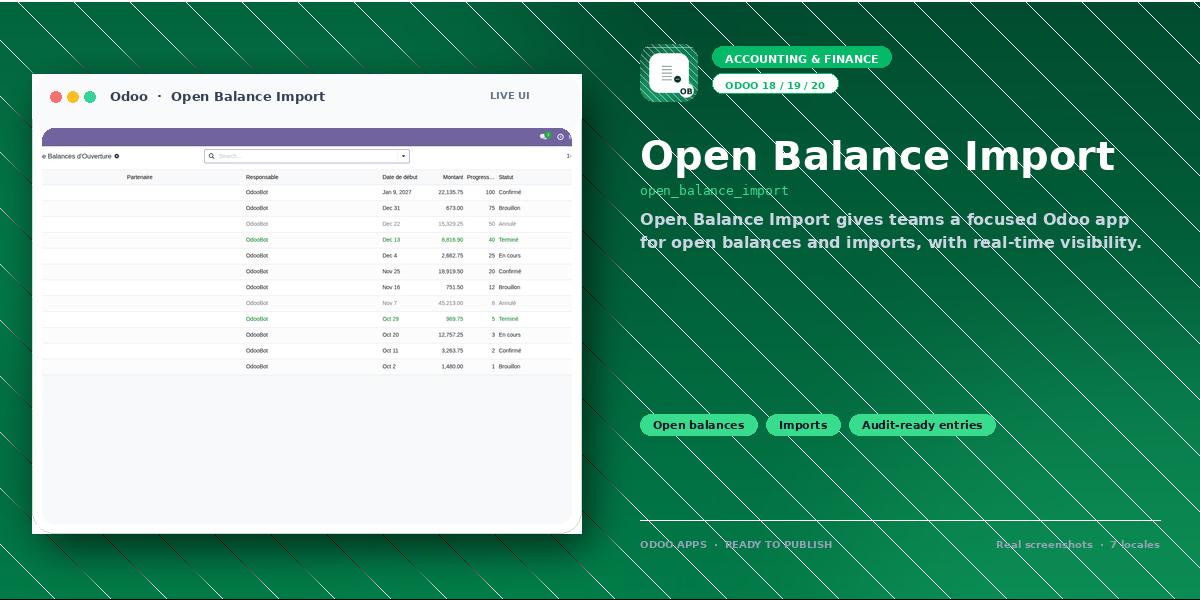 Odoo · Open Balance Import
LIVE UI
e Balances d'Ouverture
Search...
Partenaire Responsable Date de début Montant Progress... Statut
OdooBot Jan 9, 2027 22,135.75 100 Confirmé
OdooBot Dec 31 673.00 75 Brouillon
OdooBot Dec 22 15,329.25 50 Annulé
OdooBot Dec 13 8,816.90 40 Terminé
OdooBot Dec 4 2,662.75 25 En cours
OdooBot Nov 25 18,919.50 20 Confirmé
OdooBot Nov 16 751.50 12 Brouillon
OdooBot Nov 7 45,213.00 8 Annulé
OdooBot Oct 29 989.75 5 Terminé
OdooBot Oct 20 12,757.25 3 En cours
OdooBot Oct 11 3,263.75 2 Confirmé
OdooBot Oct 2 1,480.00 1 Brouillon
OB
ACCOUNTING & FINANCE
ODOO 18 / 19 / 20
Open Balance Import
open_balance_import
Open Balance Import gives teams a focused Odoo app
for open balances and imports, with real-time visibility.
Open balances Imports Audit-ready entries
ODOO APPS · READY TO PUBLISH
Real screenshots · 7 locales